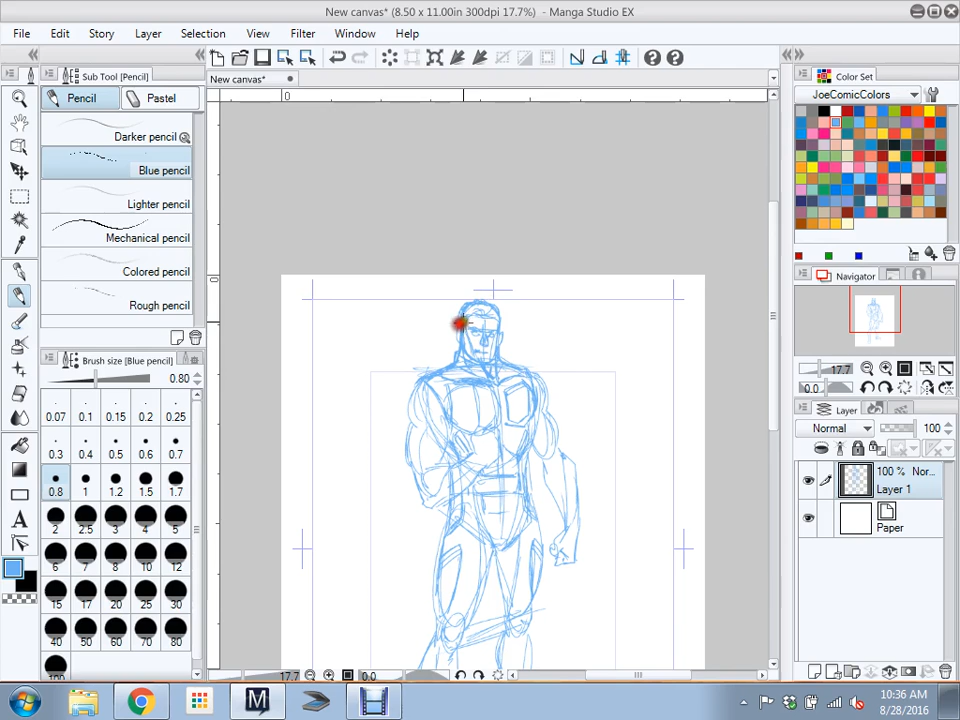 New canvas* (8.50 x 11.00in 300dpi 17.7%) - Manga Studio EX
File Edit Story Layer Selection View Filter Window Help
Sub Tool [Pencil]
New canvas*
Color Set
Pencil Pastel
JoeComicColors
0
Darker pencil
Blue pencil
Lighter pencil
Mechanical pencil
Colored pencil
Rough pencil
Navigator
Brush size [Blue pencil]
17.7
0.80
0.0
0.07 0.1 0.15 0.2 0.25
Layer
Normal 100
0.3 0.4 0.5 0.6 0.7
100 % Nor...
Layer 1
0.8 1 1.2 1.5 1.7
Paper
2 2.5 3 4 5
6 7 8 10 12
15 17 20 25 30
40 50 60 70 80
100
17.7 0.0
10:36 AM
8/28/2016